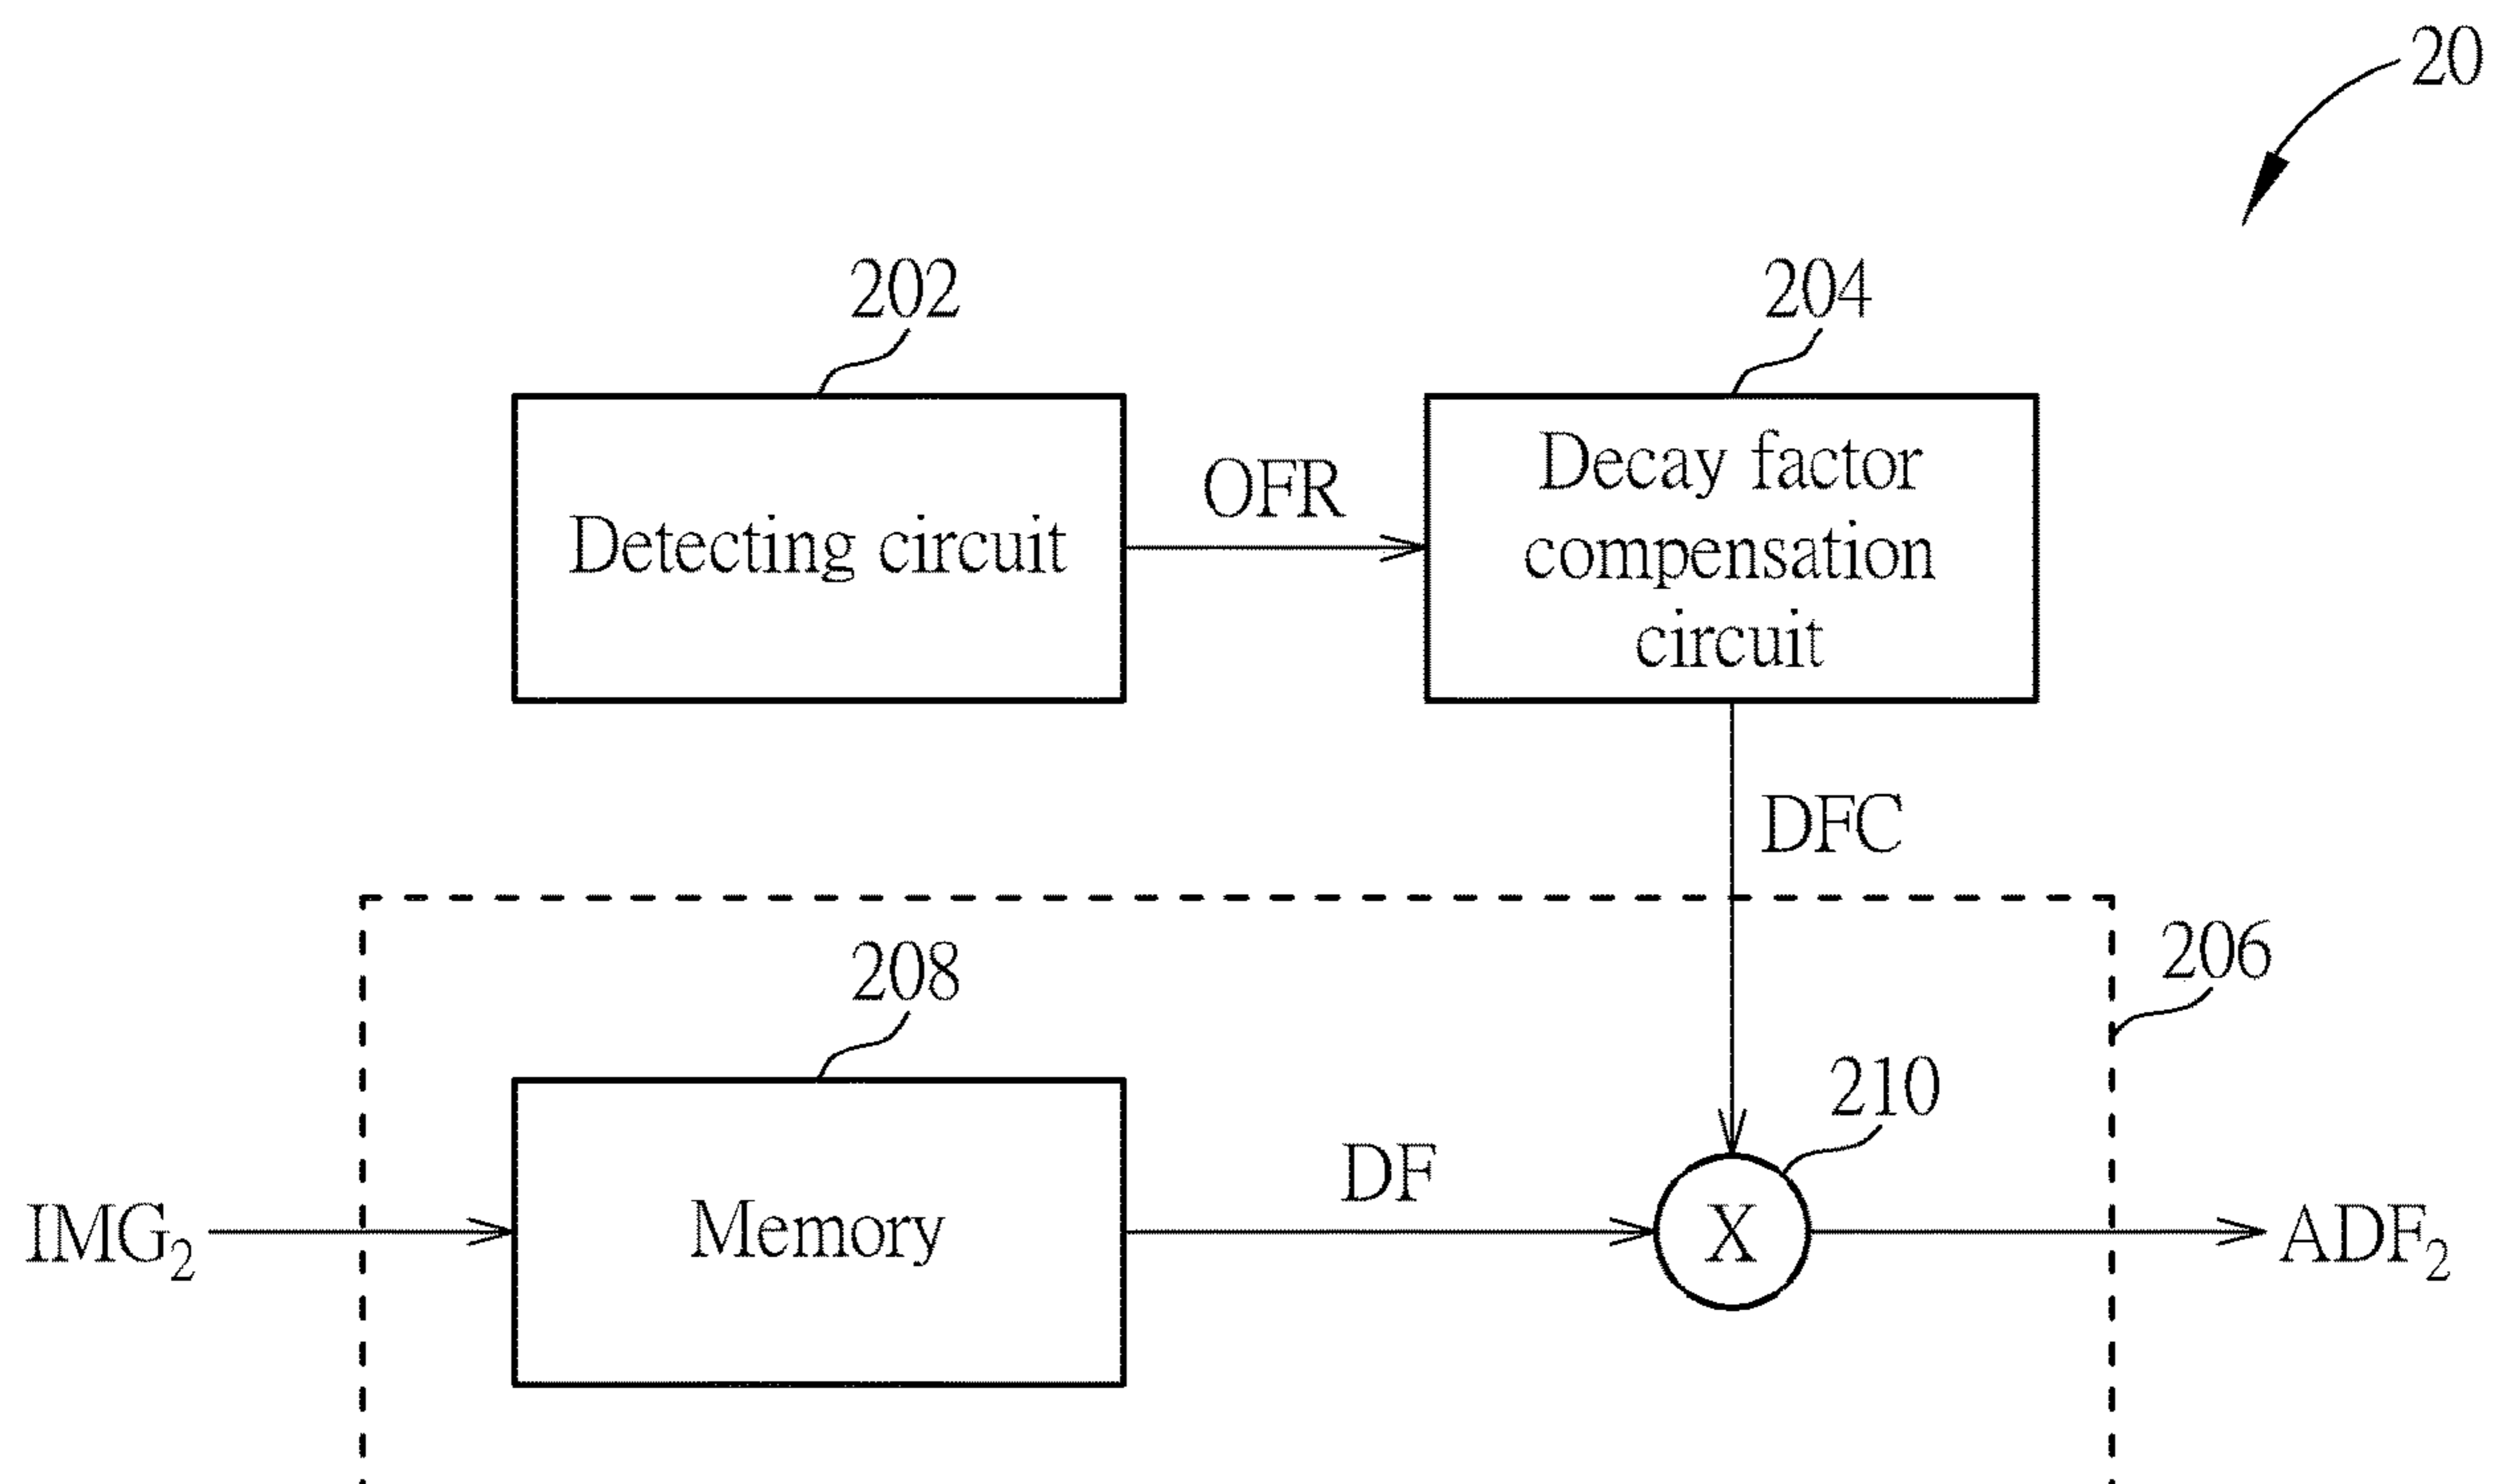 20
202
204
Detecting circuit
OFR
Decay factor
compensation
circuit
DFC
206
208
210
IMG₂
Memory
DF
X
ADF₂